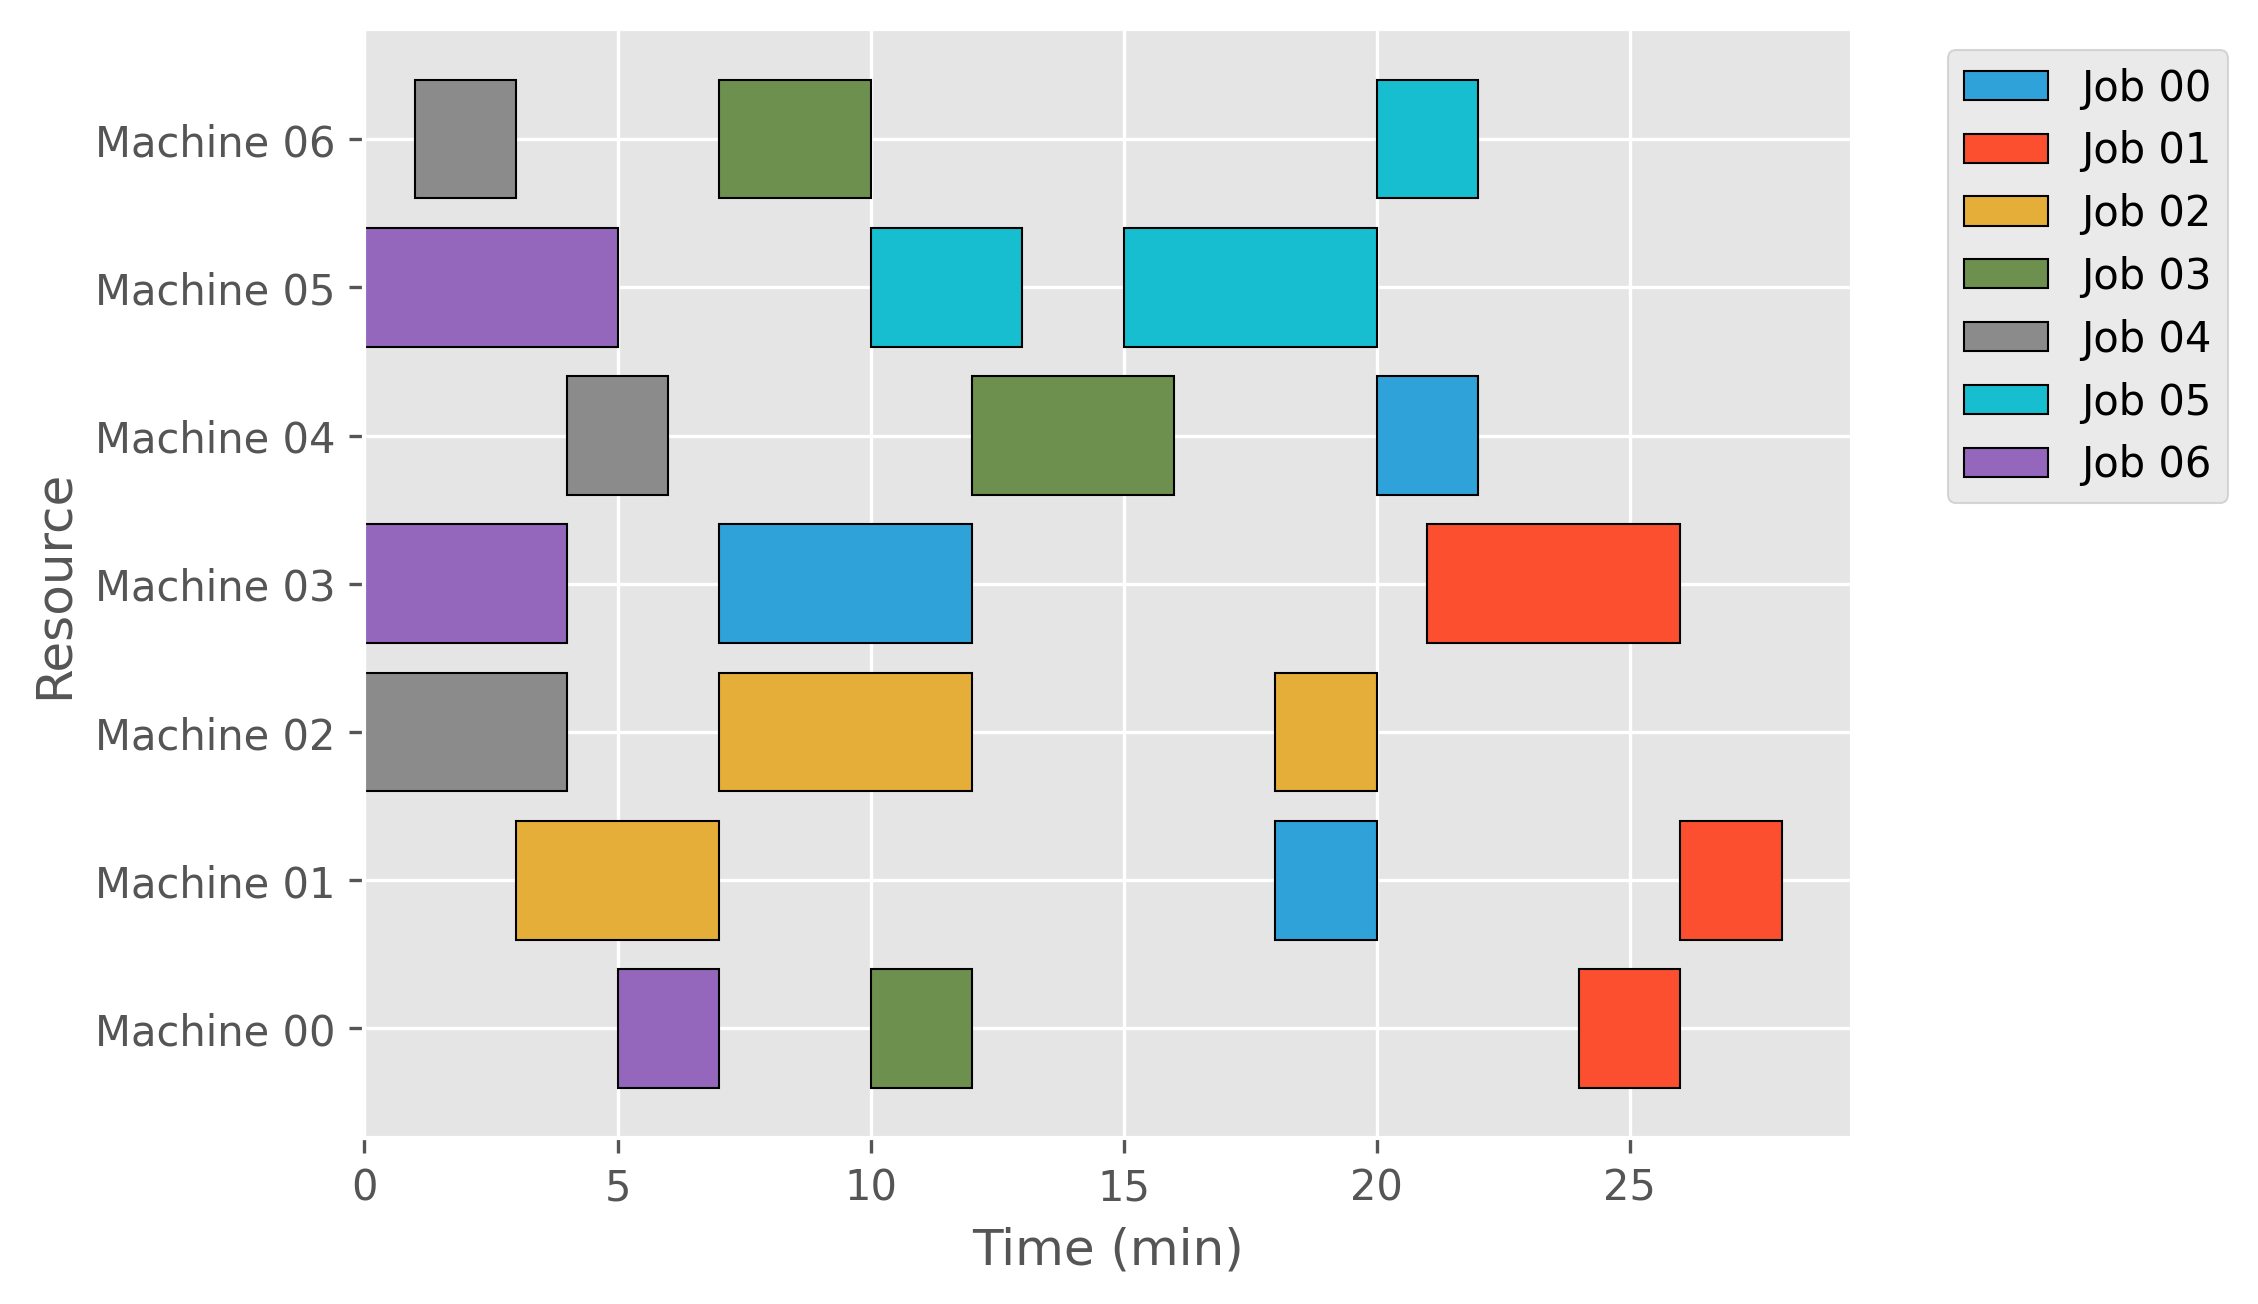 Machine 06
Machine 05
Machine 04
Machine 03
Machine 02
Machine 01
Machine 00
Resource
0 5 10 15 20 25
Time (min)
Job 00
Job 01
Job 02
Job 03
Job 04
Job 05
Job 06